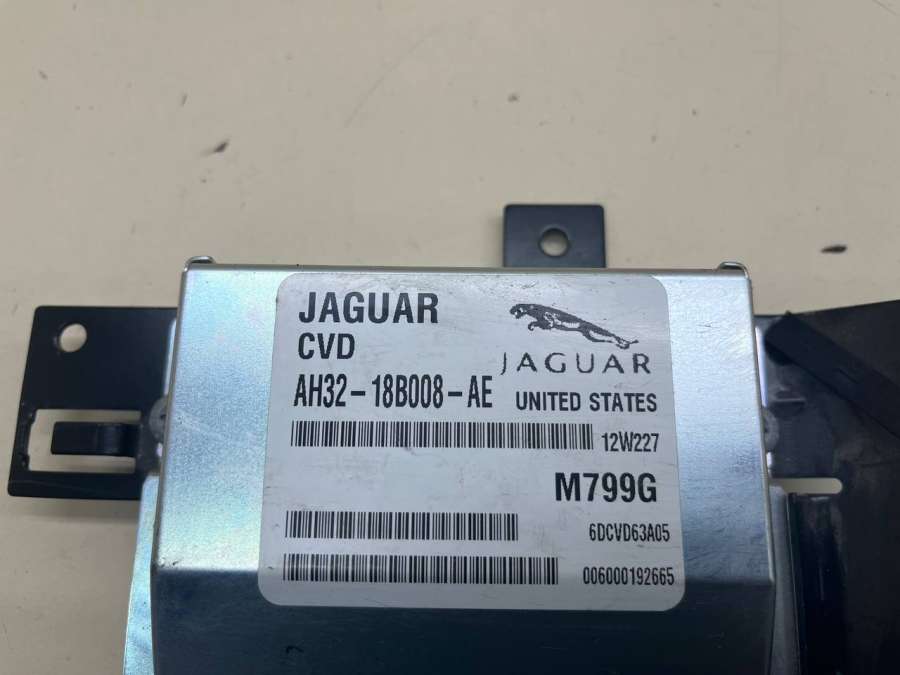 JAGUAR
CVD
JAGUAR
AH32-18B008-AE
UNITED STATES
12W227
M799G
6DCVD63A05
006000192665